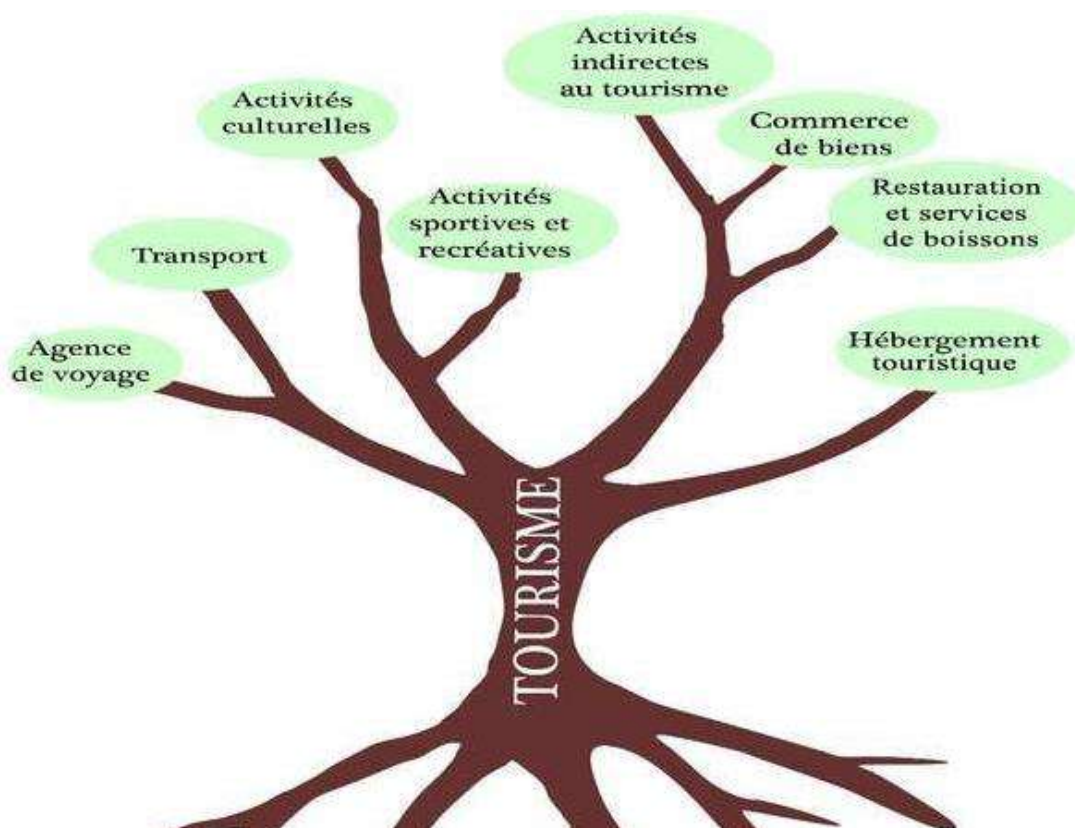 Activités
indirectes
au tourisme
Activités
culturelles
Commerce
de biens
Activités
sportives et
recréatives
Restauration
et services
de boissons
Transport
Agence
de voyage
Hébergement
touristique
TOURISME